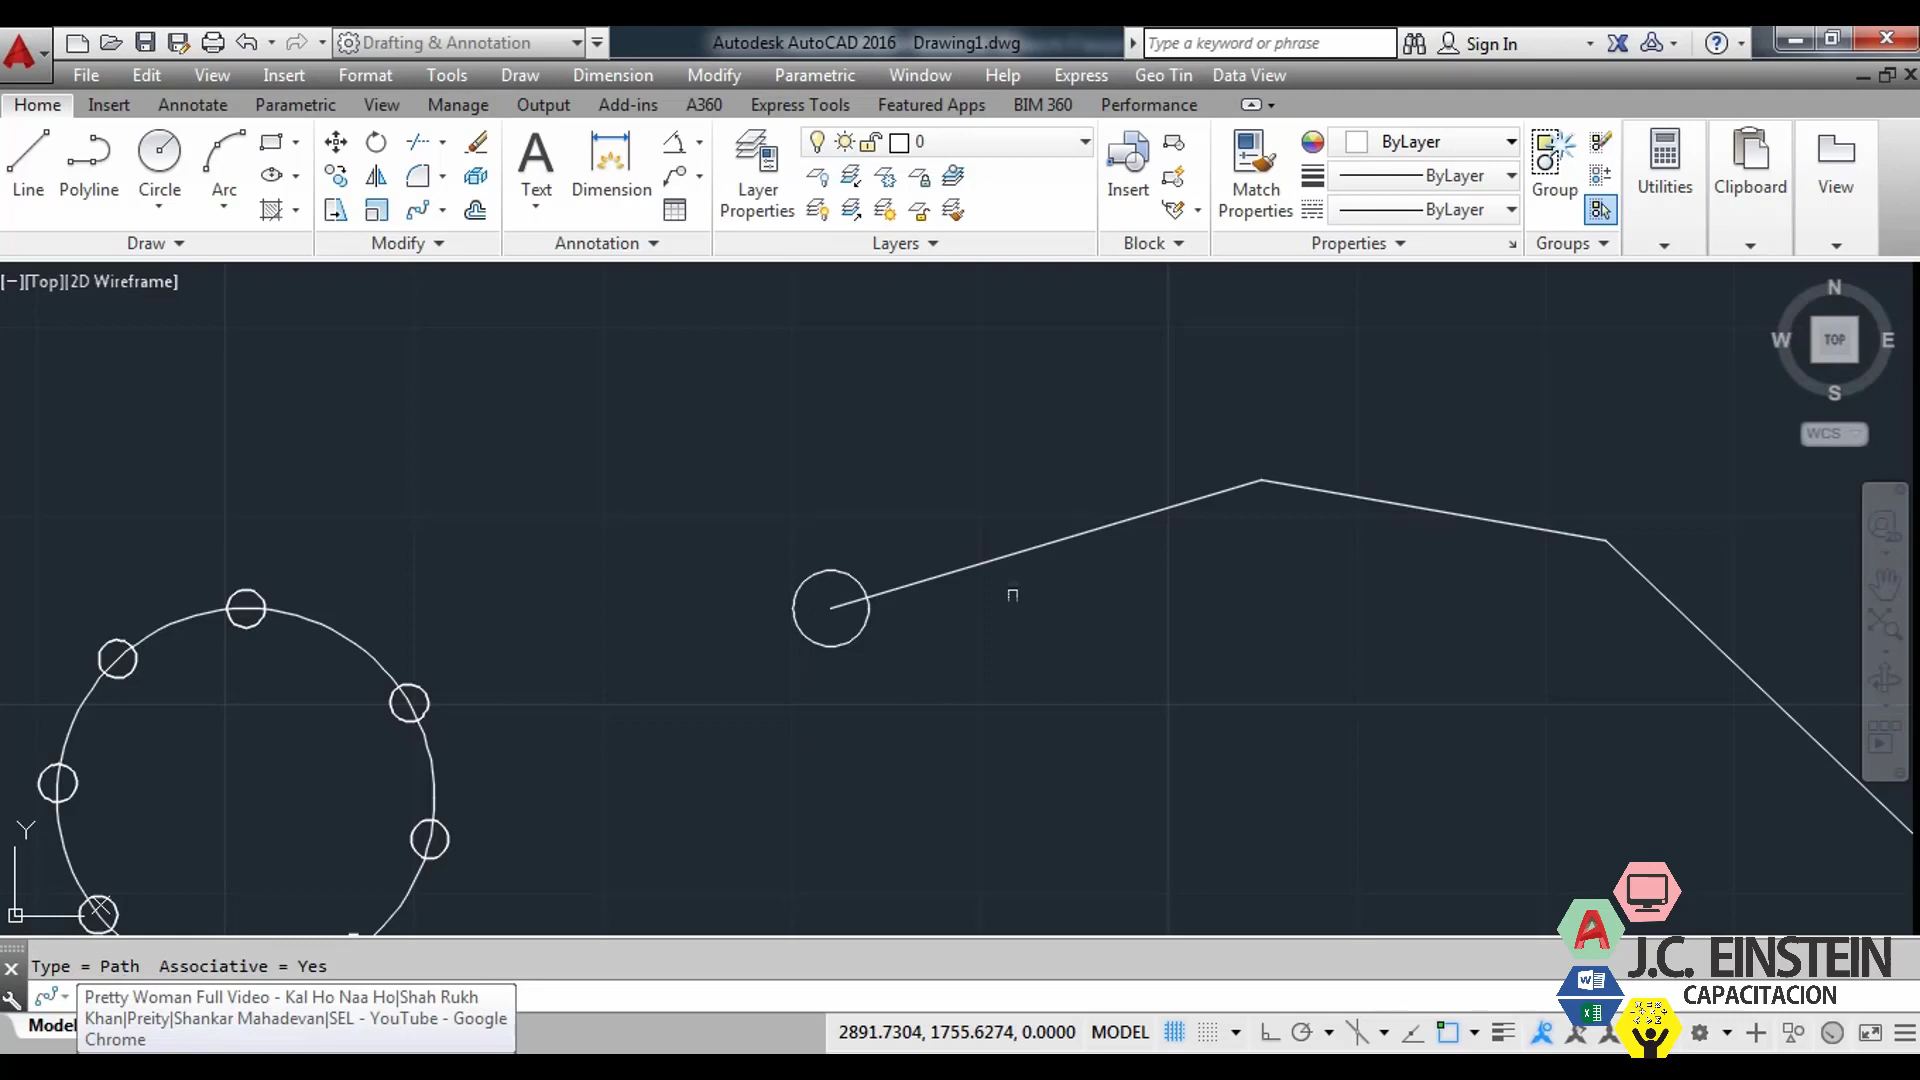 Drafting & Annotation
Autodesk AutoCAD 2016 Drawing1.dwg
Type a keyword or phrase
Sign In
File Edit View Insert Format Tools Draw Dimension Modify Parametric Window Help Express Geo Tin Data View
Home Insert Annotate Parametric View Manage Output Add-ins A360 Express Tools Featured Apps BIM 360 Performance
Line Polyline Circle Arc
Text Dimension
Layer Properties
0
Insert
Match Properties
ByLayer
ByLayer
ByLayer
Group
Utilities
Clipboard
View
Draw Modify Annotation Layers Block Properties Groups
[−][Top][2D Wireframe]
N
W TOP E
S
WCS
Y
Type = Path Associative = Yes
Pretty Woman Full Video - Kal Ho Naa Ho|Shah Rukh
Khan|Preity|Shankar Mahadevan|SEL - YouTube - Google
Chrome
Model
2891.7304, 1755.6274, 0.0000 MODEL
A
W
X
J.C. EINSTEIN
CAPACITACION